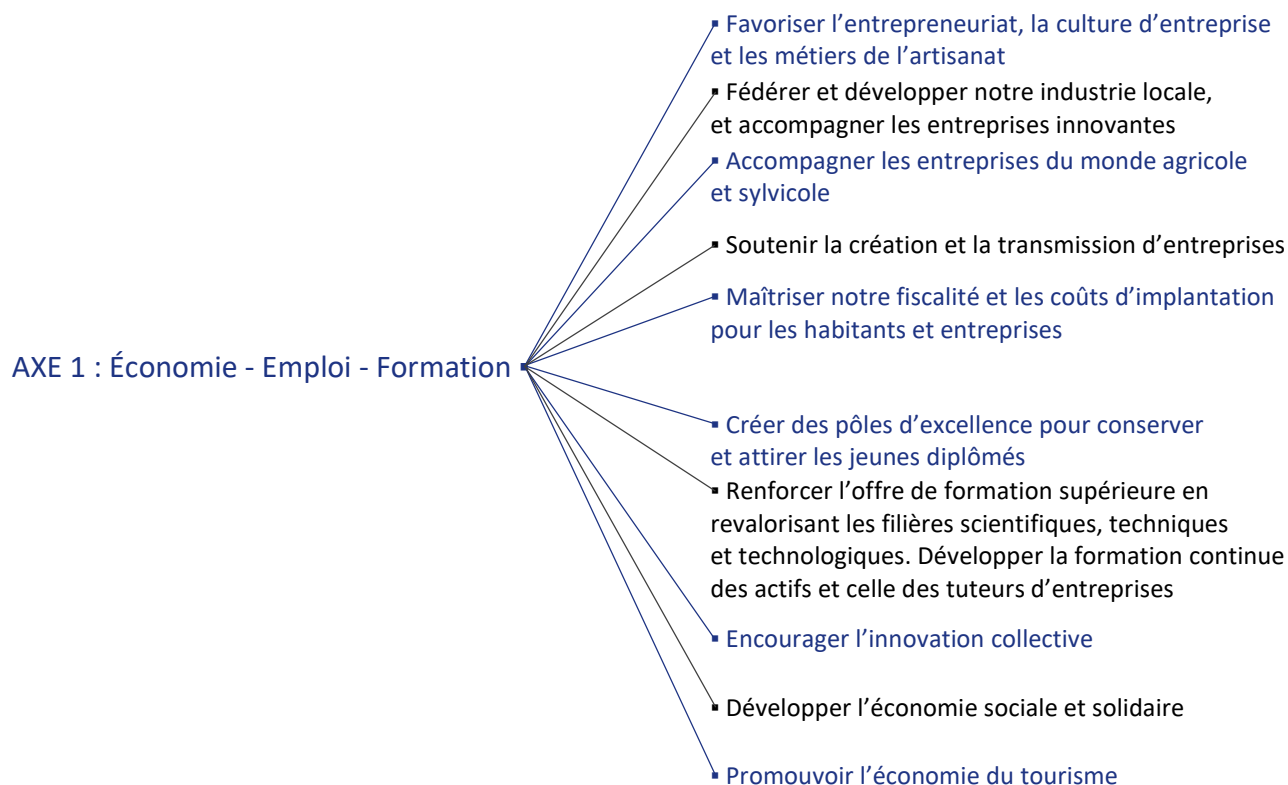 ▪ Favoriser l’entrepreneuriat, la culture d’entreprise
et les métiers de l’artisanat
▪ Fédérer et développer notre industrie locale,
et accompagner les entreprises innovantes
▪ Accompagner les entreprises du monde agricole
et sylvicole
▪ Soutenir la création et la transmission d’entreprises
▪ Maîtriser notre fiscalité et les coûts d’implantation
pour les habitants et entreprises
AXE 1 : Économie - Emploi - Formation
▪ Créer des pôles d’excellence pour conserver
et attirer les jeunes diplômés
▪ Renforcer l’offre de formation supérieure en
revalorisant les filières scientifiques, techniques
et technologiques. Développer la formation continue
des actifs et celle des tuteurs d’entreprises
▪ Encourager l’innovation collective
▪ Développer l’économie sociale et solidaire
▪ Promouvoir l’économie du tourisme